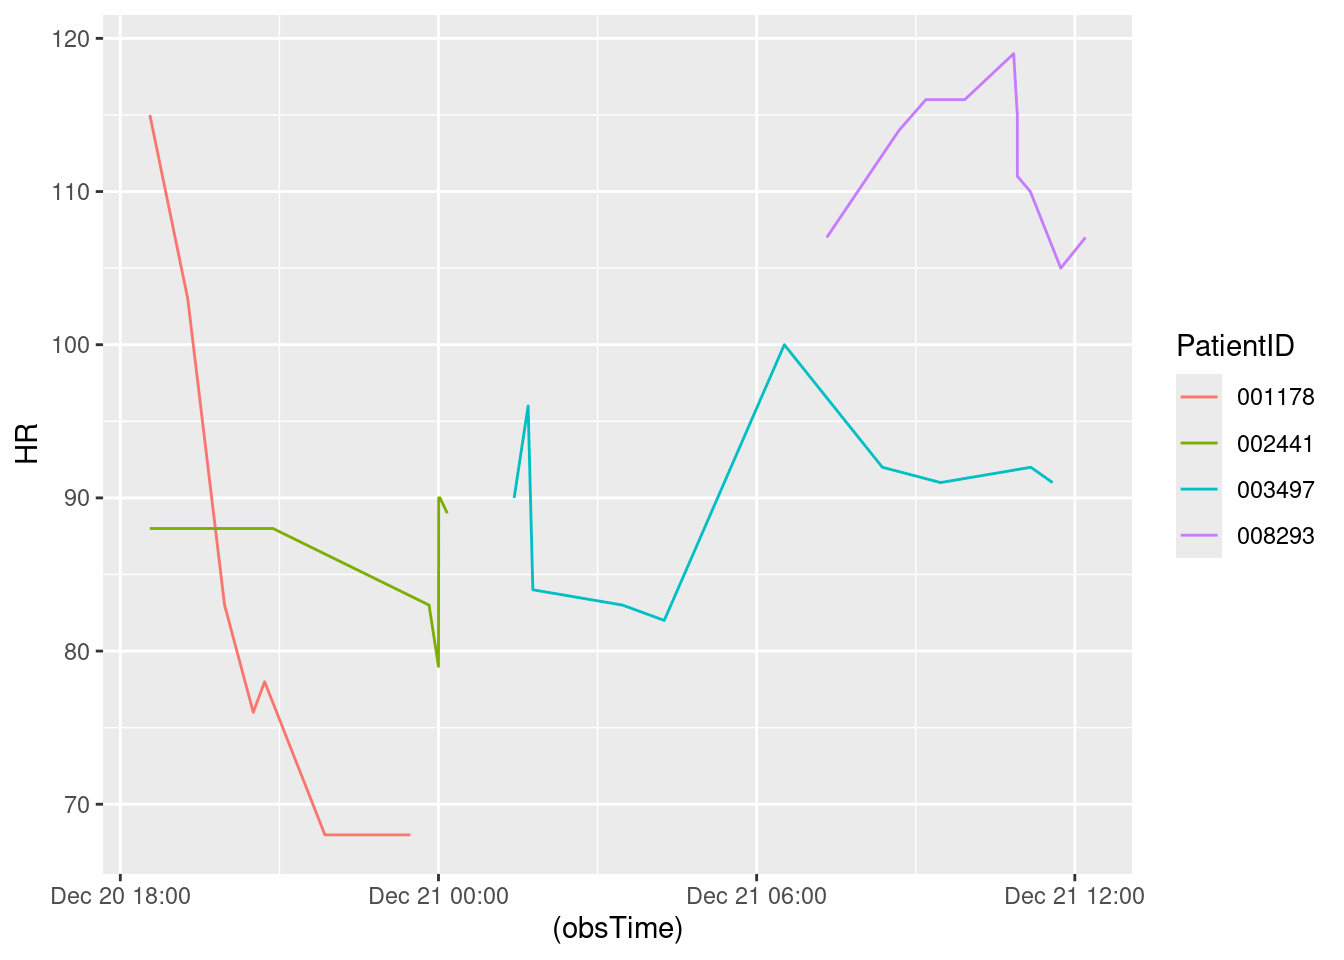 120
110
100
90
80
70
HR
Dec 20 18:00
Dec 21 00:00
Dec 21 06:00
Dec 21 12:00
(obsTime)
PatientID
001178
002441
003497
008293